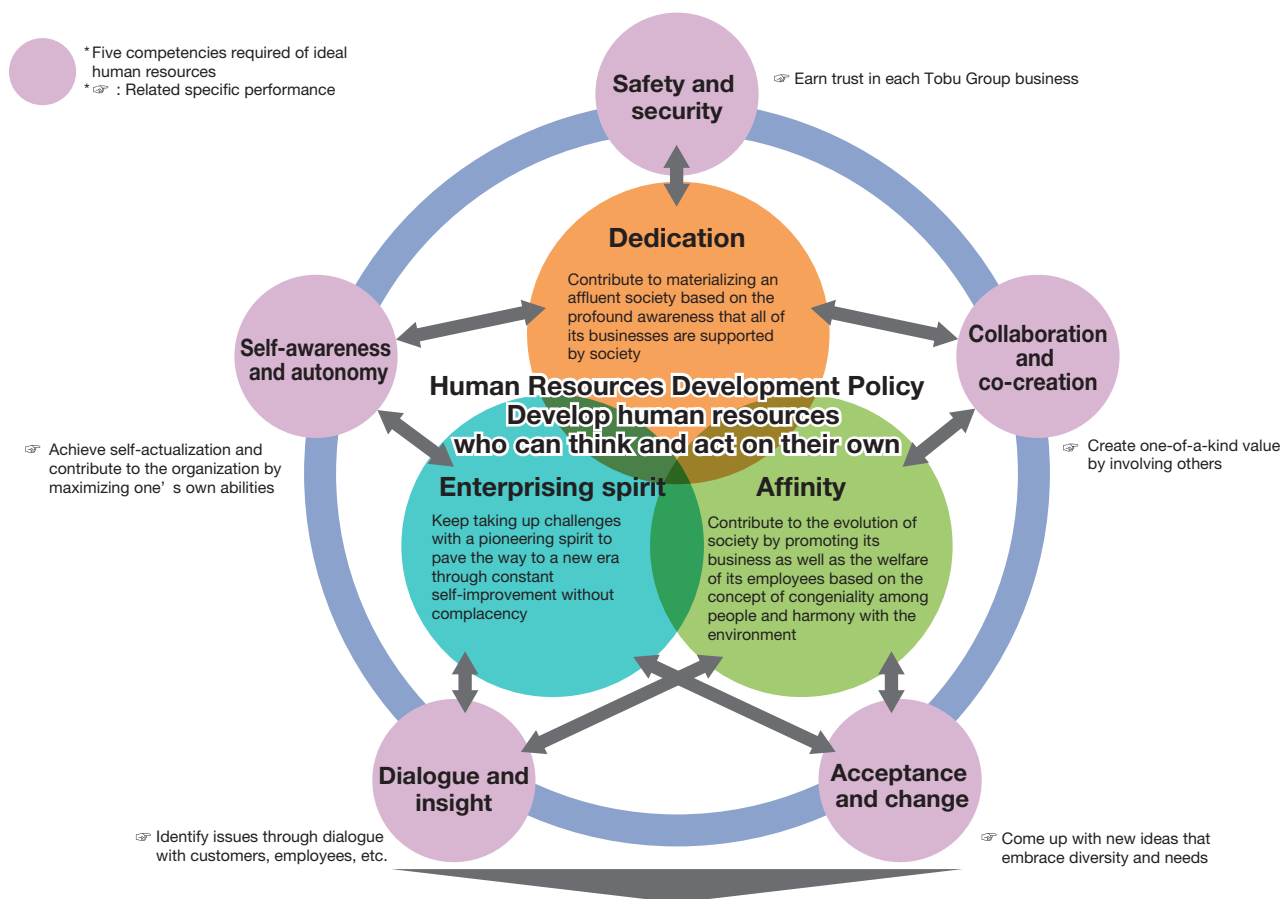 * Five competencies required of ideal
human resources
* ☞ : Related specific performance
Safety and
security
☞ Earn trust in each Tobu Group business
Dedication
Contribute to materializing an
affluent society based on the
profound awareness that all of
its businesses are supported
by society
Self-awareness
and autonomy
☞ Achieve self-actualization and
contribute to the organization by
maximizing one’ s own abilities
Collaboration
and
co-creation
☞ Create one-of-a-kind value
by involving others
Human Resources Development Policy
Develop human resources
who can think and act on their own
Enterprising spirit
Keep taking up challenges
with a pioneering spirit to
pave the way to a new era
through constant
self-improvement without
complacency
Affinity
Contribute to the evolution of
society by promoting its
business as well as the welfare
of its employees based on the
concept of congeniality among
people and harmony with the
environment
Dialogue and
insight
☞ Identify issues through dialogue
with customers, employees, etc.
Acceptance
and change
☞ Come up with new ideas that
embrace diversity and needs